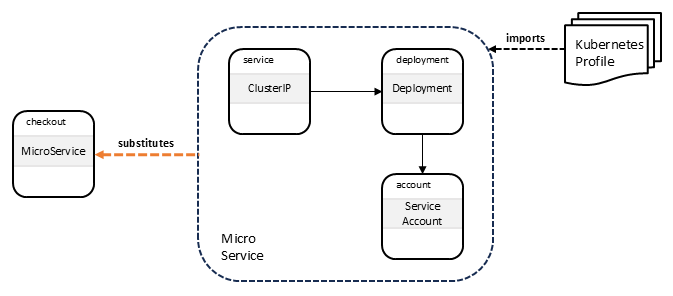 service
ClusterIP
deployment
Deployment
imports
Kubernetes
Profile
checkout
MicroService
substitutes
account
Service
Account
Micro
Service